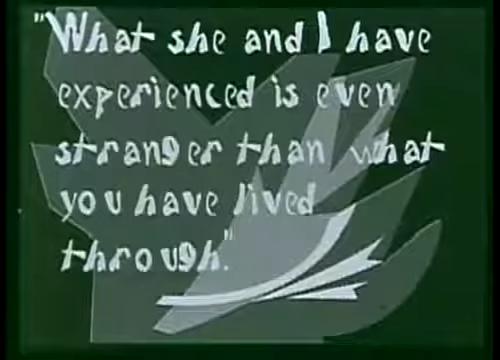 "What she and I have
experienced is even
stranger than what
you have lived
through."